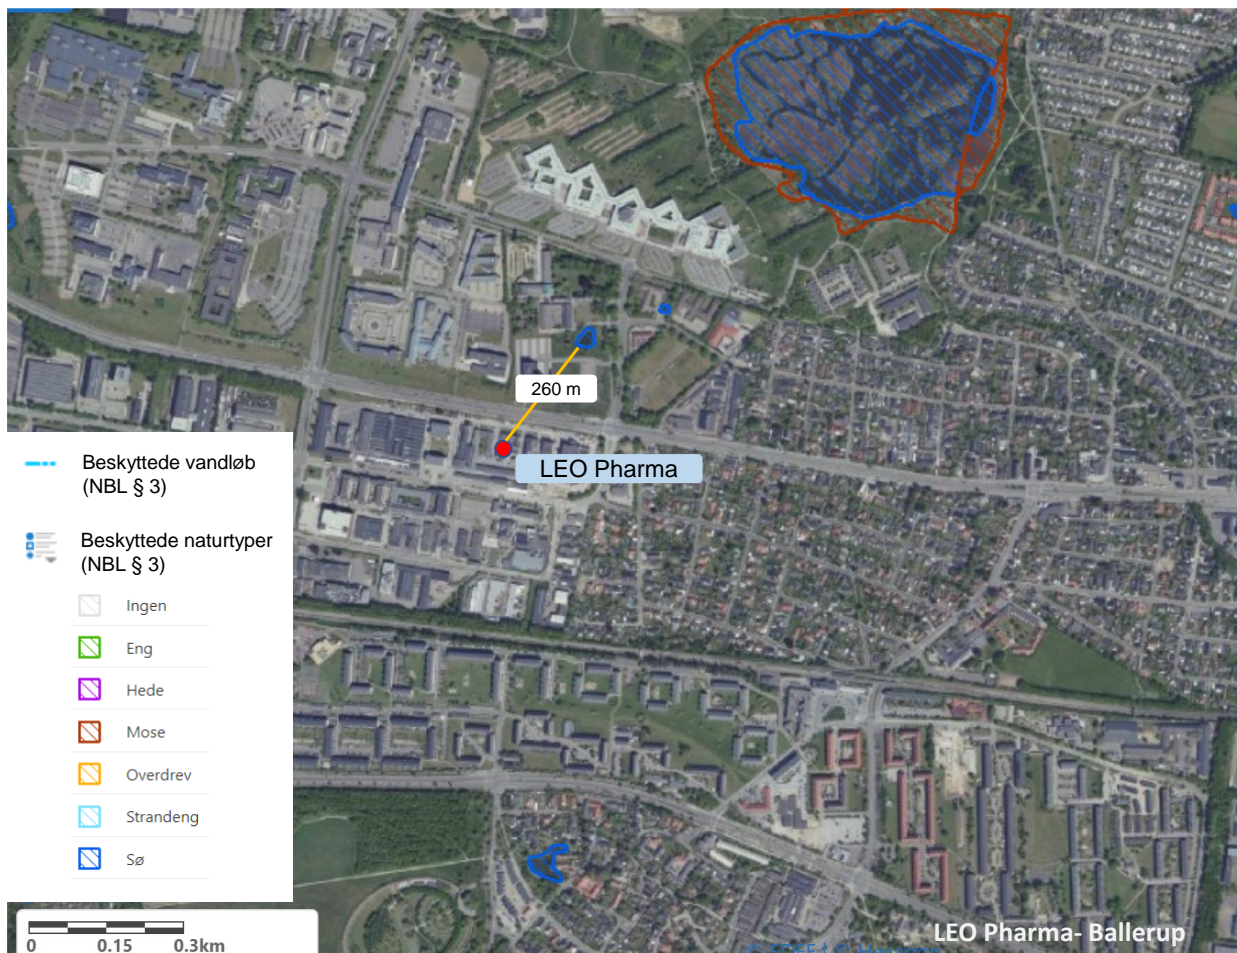 260 m
LEO Pharma
Beskyttede vandløb
(NBL § 3)
Beskyttede naturtyper
(NBL § 3)
Ingen
Eng
Hede
Mose
Overdrev
Strandeng
Sø
0 0.15 0.3km
LEO Pharma- Ballerup